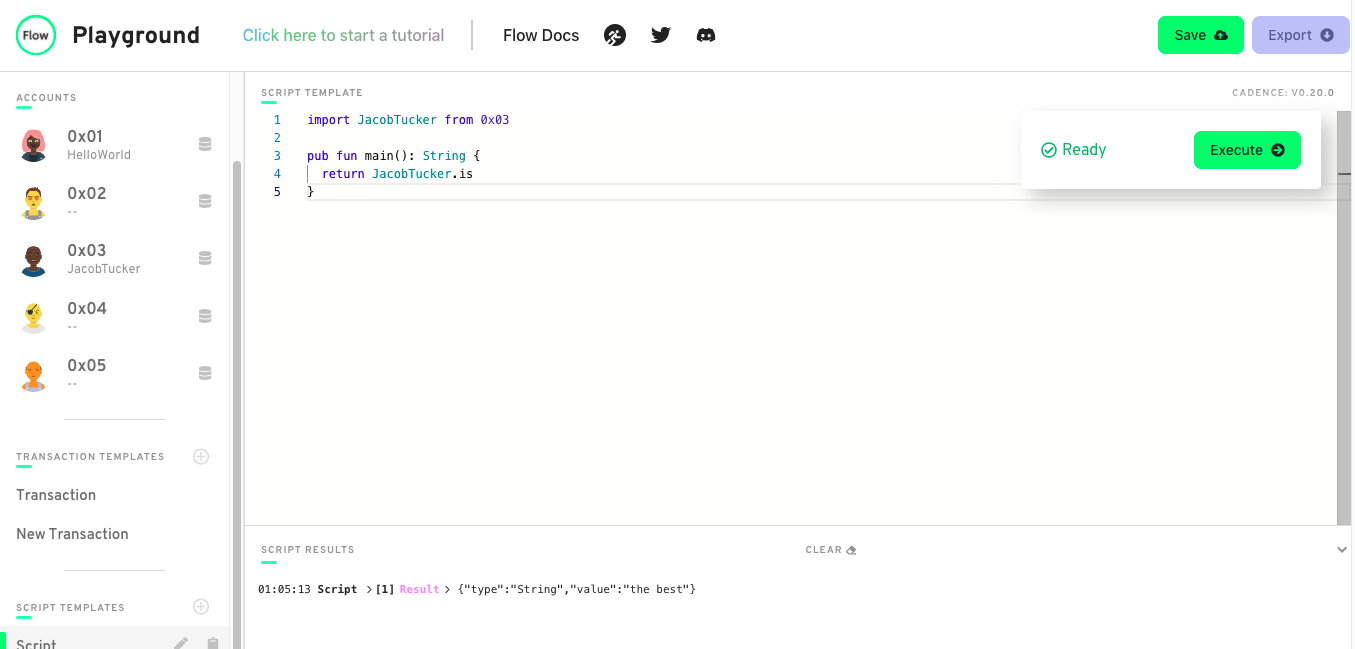 Flow Playground Click here to start a tutorial Flow Docs Save Export
ACCOUNTS
0x01
HelloWorld
0x02
--
0x03
JacobTucker
0x04
--
0x05
--
TRANSACTION TEMPLATES
Transaction
New Transaction
SCRIPT TEMPLATES
Script
SCRIPT TEMPLATE CADENCE: V0.20.0
1 import JacobTucker from 0x03
2
3 pub fun main(): String {
4 return JacobTucker.is
5 }
Ready Execute
SCRIPT RESULTS CLEAR
01:05:13 Script > [1] Result > {"type":"String","value":"the best"}